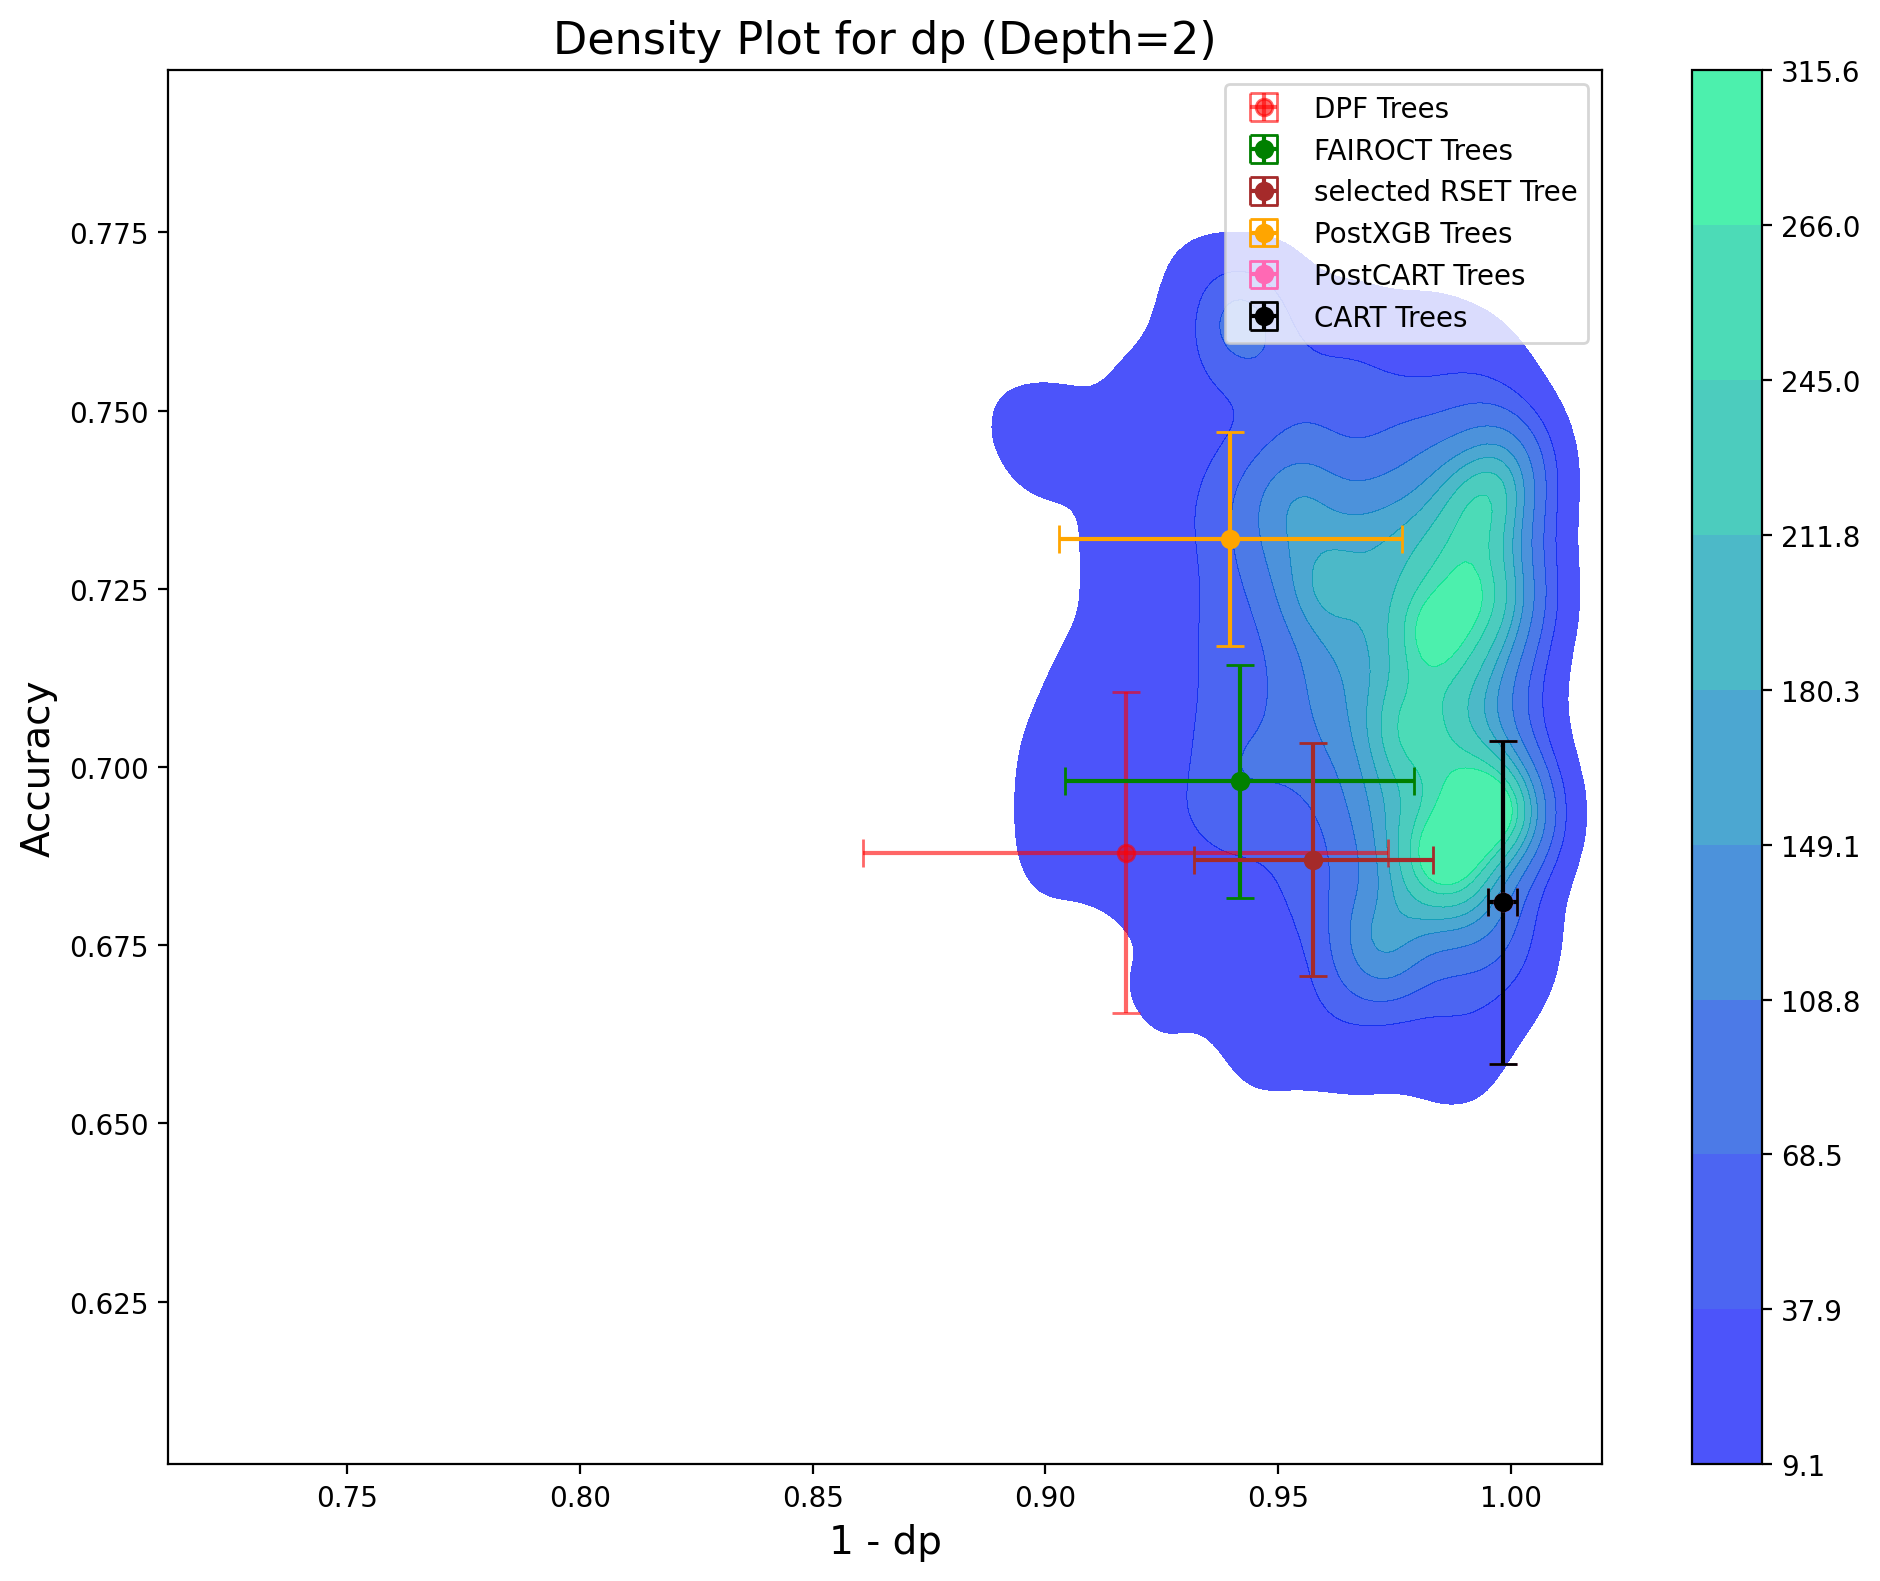 Density Plot for dp (Depth=2)
DPF Trees
FAIROCT Trees
selected RSET Tree
PostXGB Trees
PostCART Trees
CART Trees
Accuracy
0.775
0.750
0.725
0.700
0.675
0.650
0.625
0.75 0.80 0.85 0.90 0.95 1.00
1 - dp
315.6
266.0
245.0
211.8
180.3
149.1
108.8
68.5
37.9
9.1